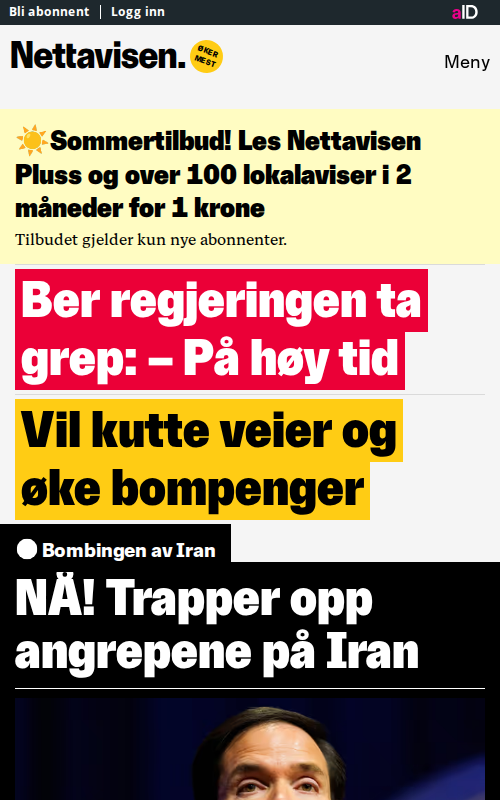 Bli abonnent | Logg inn
aID
Nettavisen.
ØKER
MEST
Meny
☀️Sommertilbud! Les Nettavisen
Pluss og over 100 lokalaviser i 2
måneder for 1 krone
Tilbudet gjelder kun nye abonnenter.
Ber regjeringen ta
grep: – På høy tid
Vil kutte veier og
øke bompenger
Bombingen av Iran
NÅ! Trapper opp
angrepene på Iran